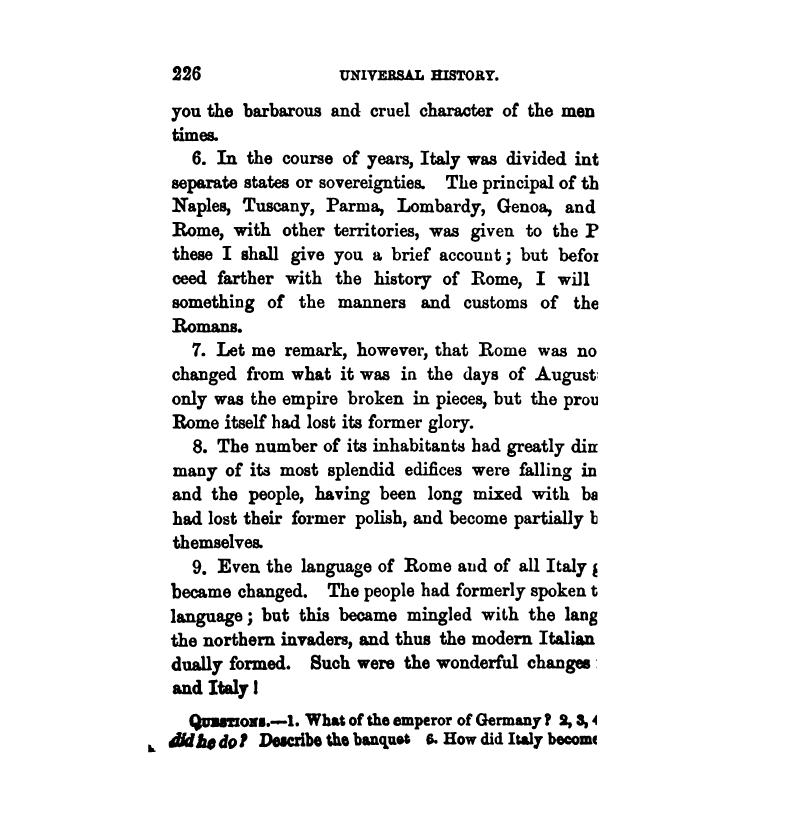 226 UNIVERSAL HISTORY.
you the barbarous and cruel character of the men
times.
6. In the course of years, Italy was divided int
separate states or sovereignties. The principal of th
Naples, Tuscany, Parma, Lombardy, Genoa, and
Rome, with other territories, was given to the P
these I shall give you a brief account; but befor
ceed farther with the history of Rome, I will
something of the manners and customs of the
Romans.
7. Let me remark, however, that Rome was no
changed from what it was in the days of August
only was the empire broken in pieces, but the prou
Rome itself had lost its former glory.
8. The number of its inhabitants had greatly dim
many of its most splendid edifices were falling in
and the people, having been long mixed with ba
had lost their former polish, and become partially b
themselves.
9. Even the language of Rome and of all Italy g
became changed. The people had formerly spoken t
language; but this became mingled with the lang
the northern invaders, and thus the modern Italian
dually formed. Such were the wonderful changes
and Italy!
QUESTIONS.—1. What of the emperor of Germany? 2, 3, 4
did he do? Describe the banquet 6. How did Italy become